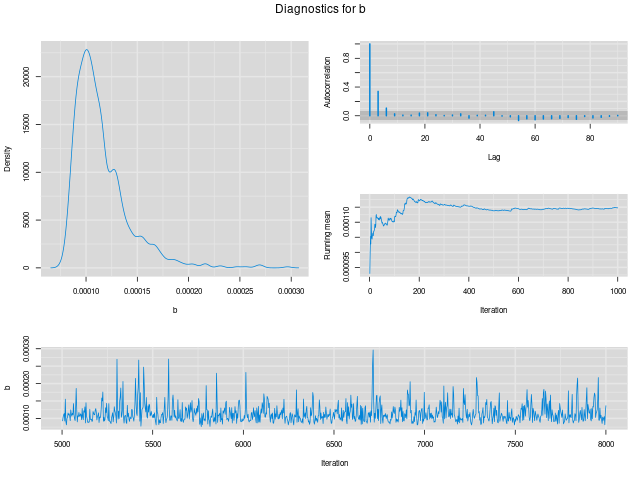 Diagnostics for b
Density
0 5000 10000 15000 20000
0.00010 0.00015 0.00020 0.00025 0.00030
b
Autocorrelation
0.0 0.4 0.8
0 20 40 60 80
Lag
Running mean
0.000095 0.000110
0 200 400 600 800 1000
Iteration
b
0.00010 0.00020 0.00030
5000 5500 6000 6500 7000 7500 8000
Iteration